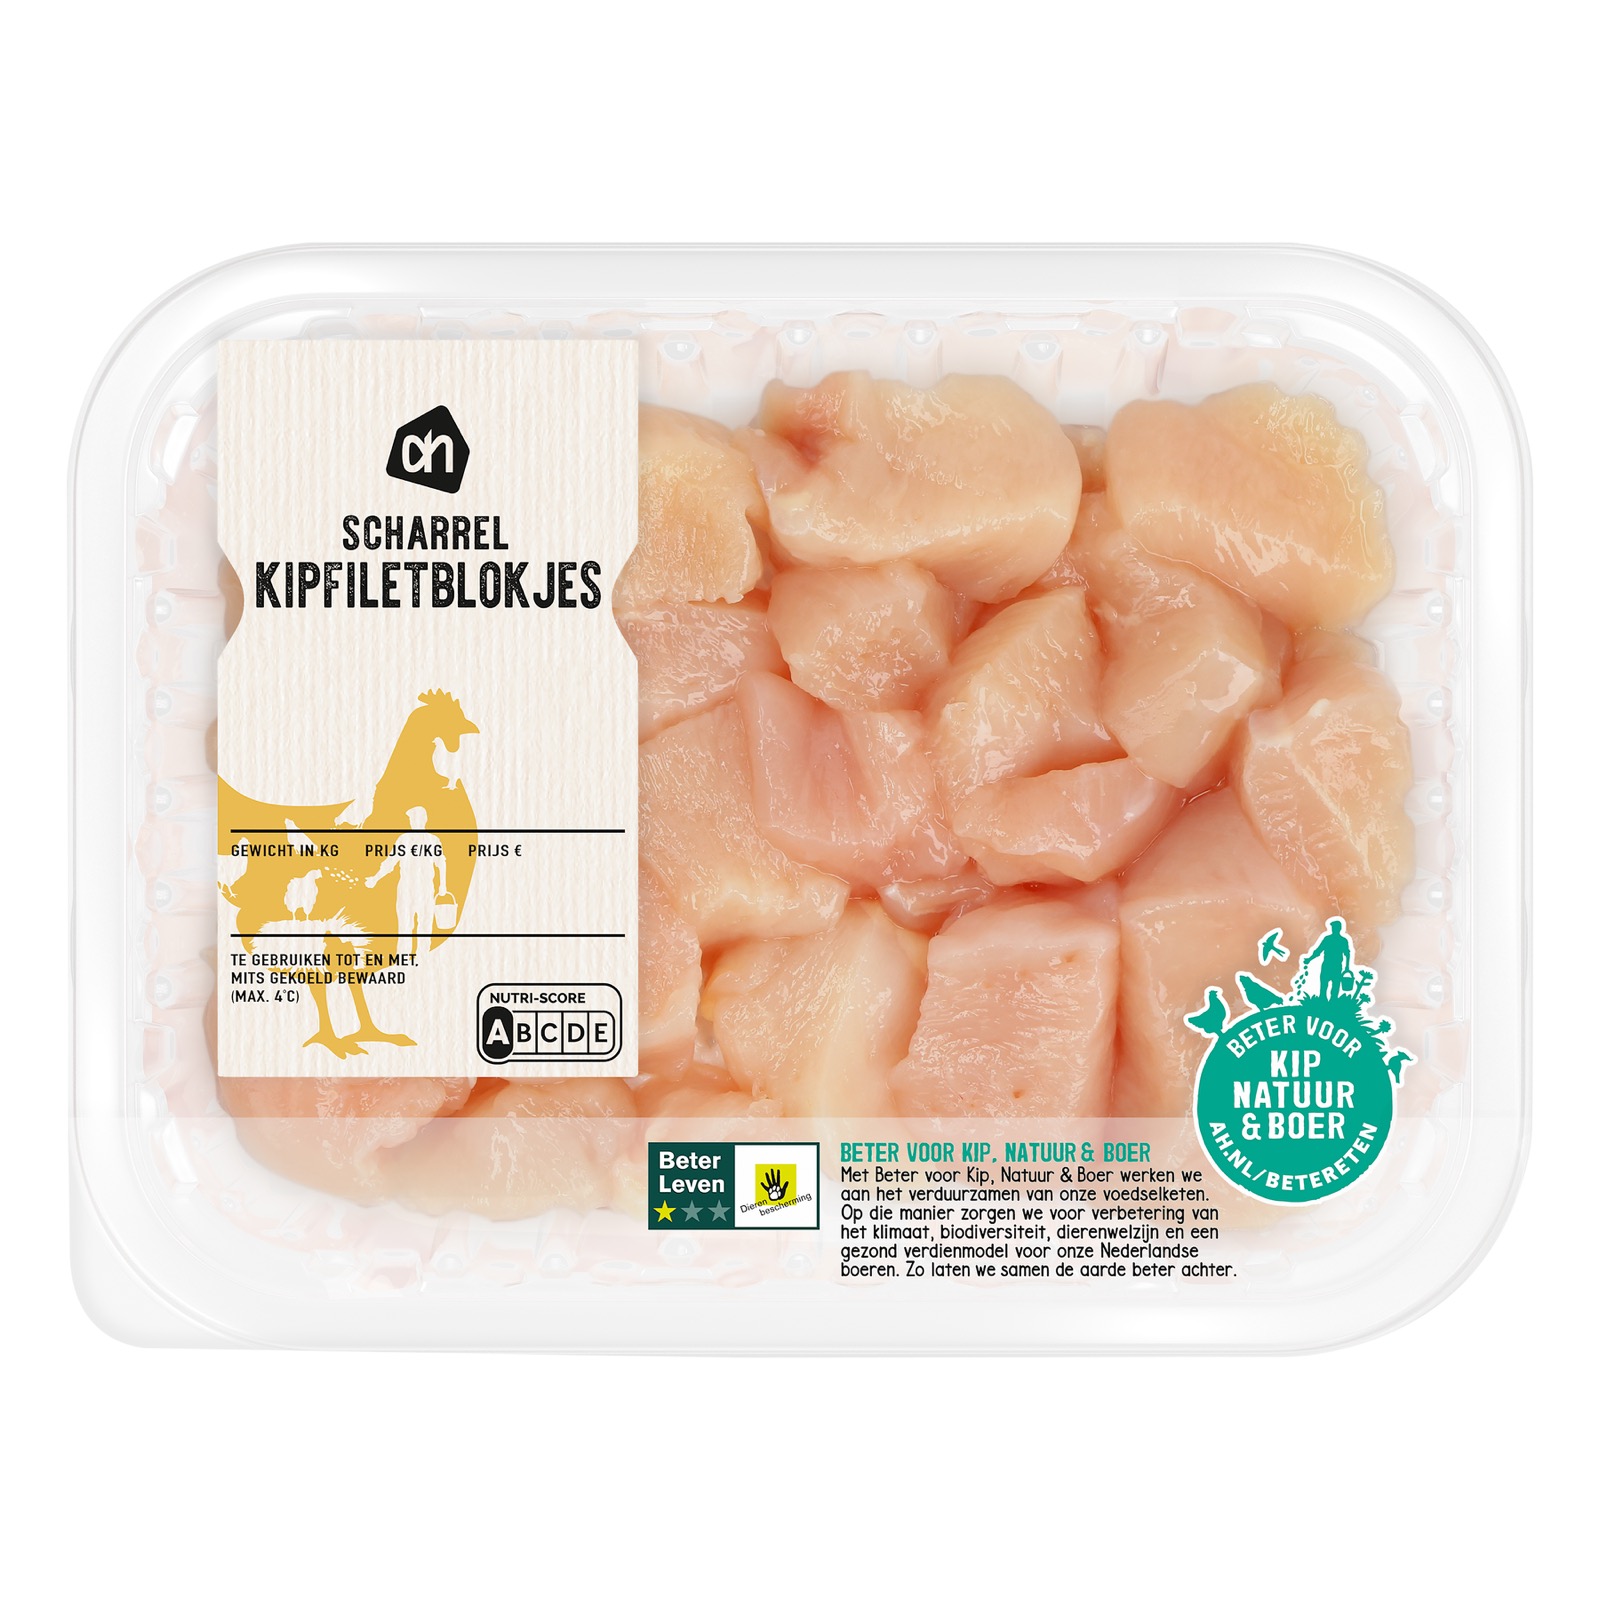 ah
SCHARREL
KIPFILETBLOKJES
GEWICHT IN KG PRIJS €/KG PRIJS €
TE GEBRUIKEN TOT EN MET,
MITS GEKOELD BEWAARD
(MAX. 4°C)
NUTRI-SCORE
A B C D E
Beter
Leven
Dieren
bescherming
BETER VOOR KIP, NATUUR & BOER
Met Beter voor Kip, Natuur & Boer werken we
aan het verduurzamen van onze voedselketen.
Op die manier zorgen we voor verbetering van
het klimaat, biodiversiteit, dierenwelzijn en een
gezond verdienmodel voor onze Nederlandse
boeren. Zo laten we samen de aarde beter achter.
BETER VOOR
KIP
NATUUR
& BOER
AH.NL/BETERETEN